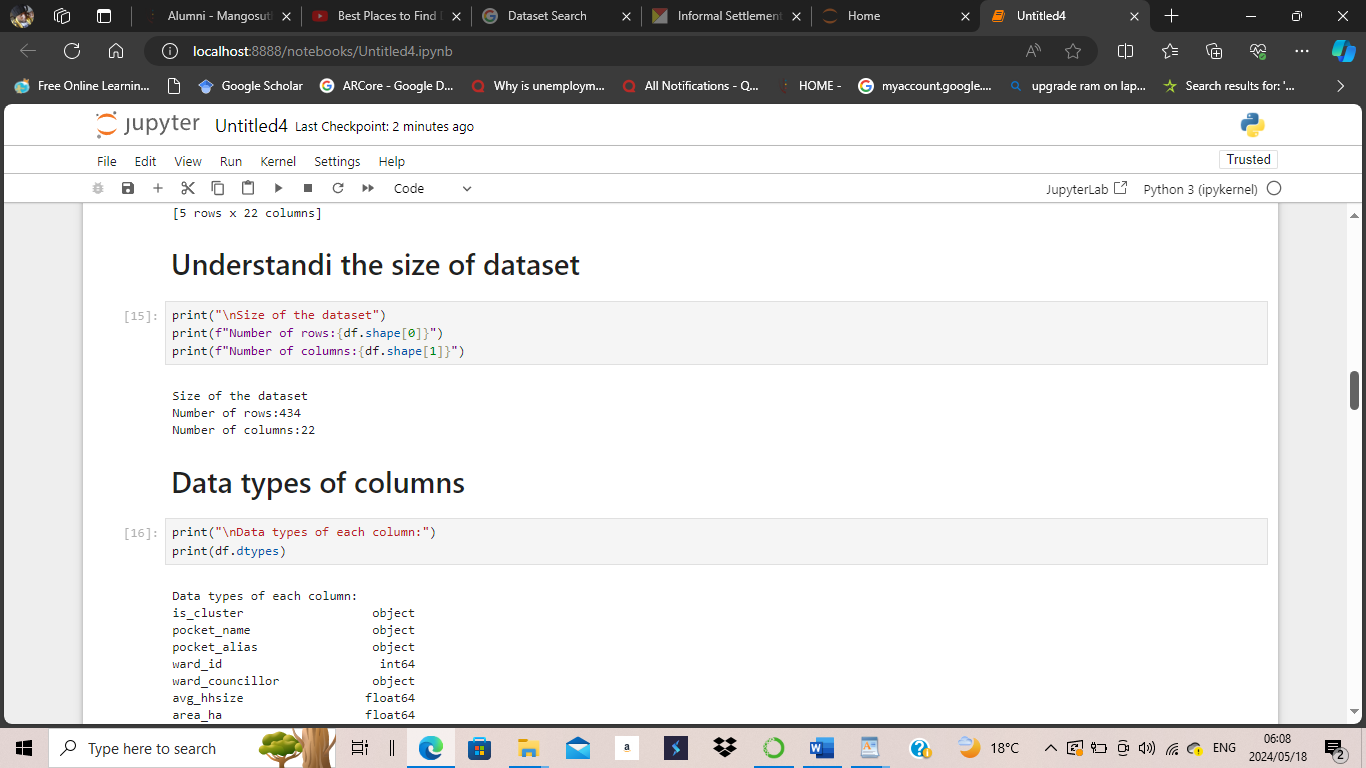 Alumni - Mangosut
Best Places to Find
Dataset Search
Informal Settlement
Home
Untitled4
localhost:8888/notebooks/Untitled4.ipynb
Free Online Learnin...
Google Scholar
ARCore - Google D...
Why is unemploym...
All Notifications - Q...
HOME -
myaccount.google....
upgrade ram on lap...
Search results for: '...
jupyter Untitled4 Last Checkpoint: 2 minutes ago
File Edit View Run Kernel Settings Help
Trusted
Code
JupyterLab
Python 3 (ipykernel)
[5 rows x 22 columns]
Understandi the size of dataset
[15]:
print("\nSize of the dataset")
print(f"Number of rows:{df.shape[0]}")
print(f"Number of columns:{df.shape[1]}")
Size of the dataset
Number of rows:434
Number of columns:22
Data types of columns
[16]:
print("\nData types of each column:")
print(df.dtypes)
Data types of each column:
is_cluster object
pocket_name object
pocket_alias object
ward_id int64
ward_councillor object
avg_hhsize float64
area_ha float64
Type here to search
a
18°C
ENG
06:08
2024/05/18
2